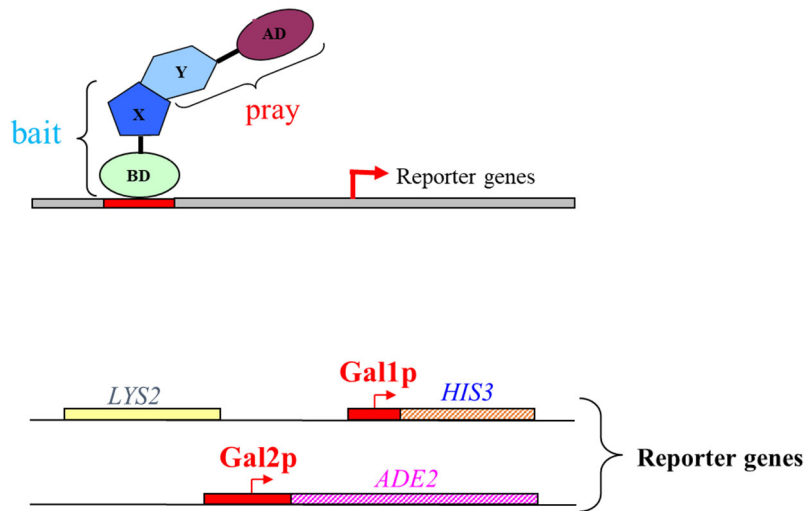 AD
Y
X
pray
bait
BD
Reporter genes
Gal1p
LYS2
HIS3
Reporter genes
Gal2p
ADE2